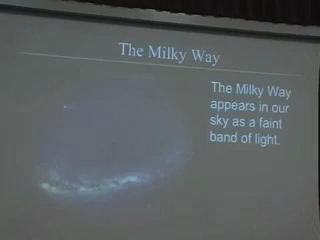 The Milky Way
The Milky Way
appears in our
sky as a faint
band of light.